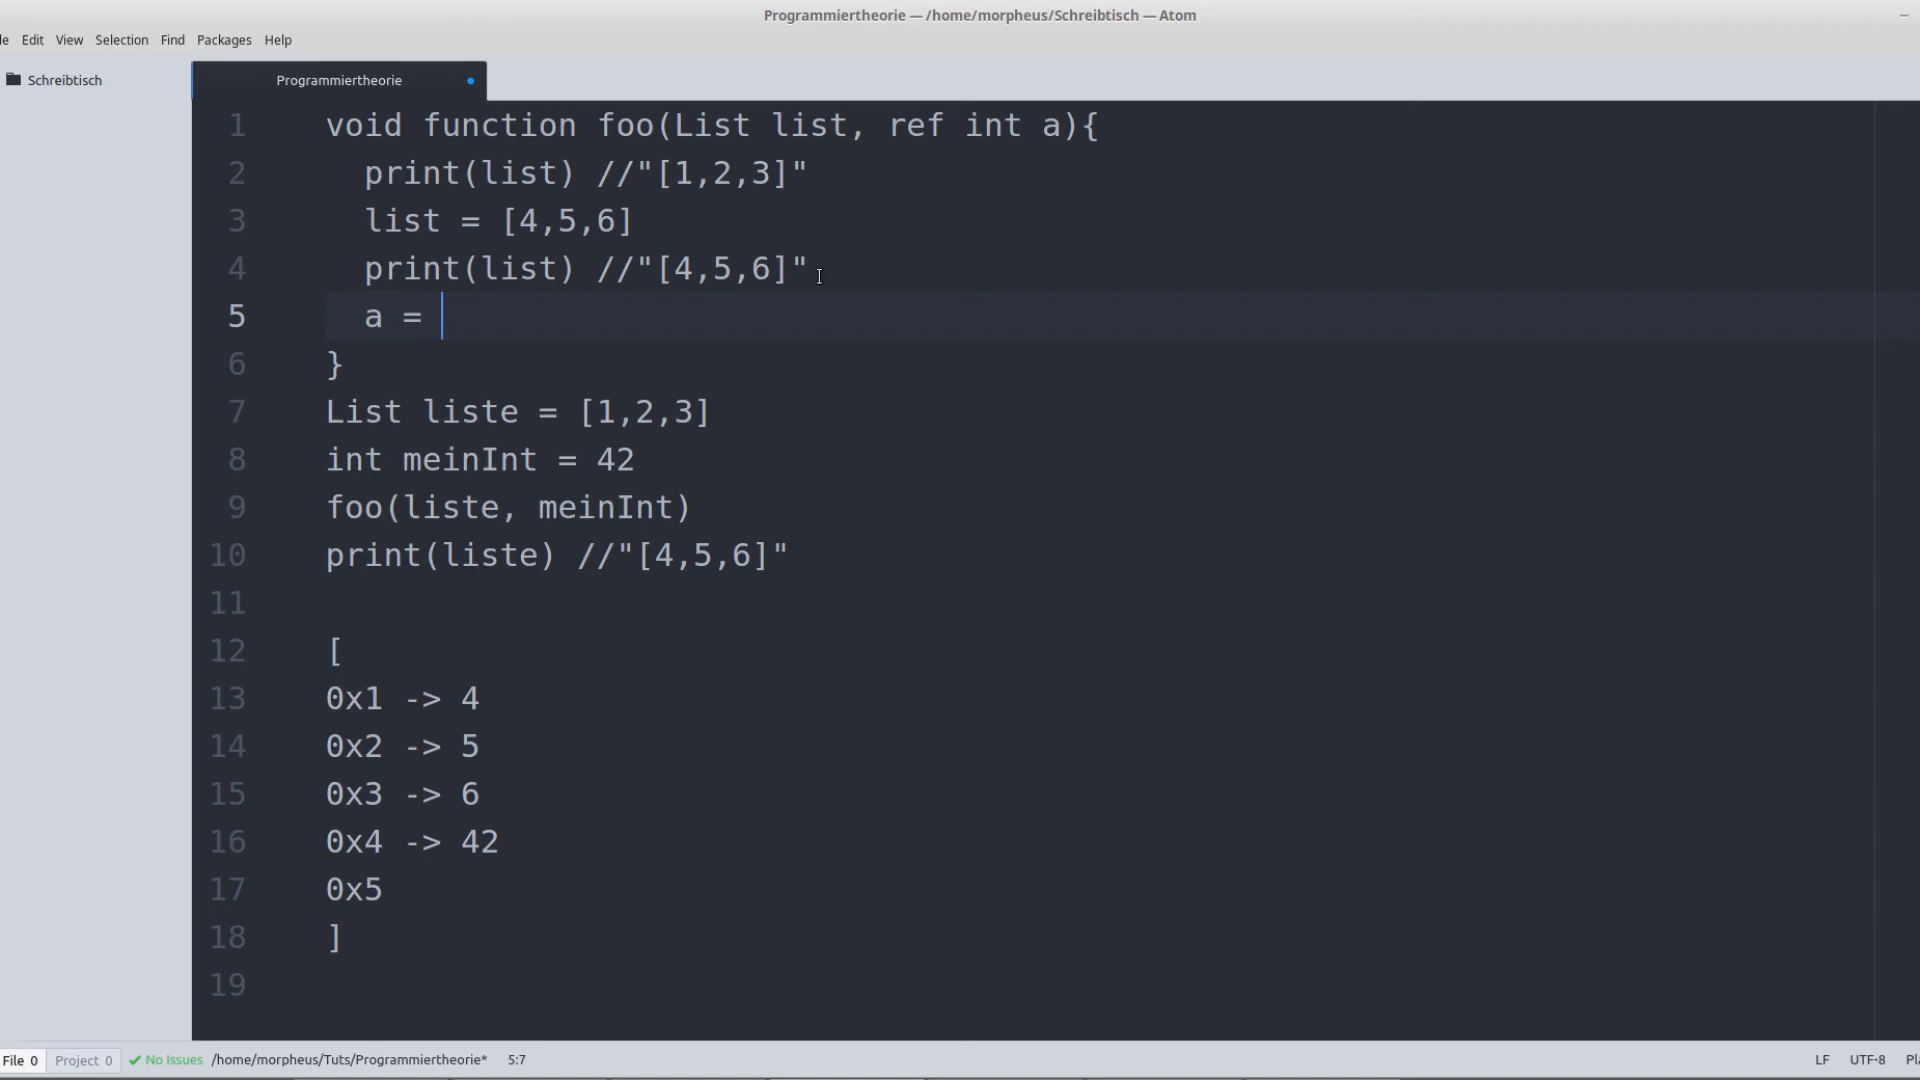 Programmiertheorie — /home/morpheus/Schreibtisch — Atom
le Edit View Selection Find Packages Help
Schreibtisch
Programmiertheorie
1 void function foo(List list, ref int a){
2 print(list) //"[1,2,3]"
3 list = [4,5,6]
4 print(list) //"[4,5,6]"
5 a =
6 }
7 List liste = [1,2,3]
8 int meinInt = 42
9 foo(liste, meinInt)
10 print(liste) //"[4,5,6]"
11
12 [
13 0x1 -> 4
14 0x2 -> 5
15 0x3 -> 6
16 0x4 -> 42
17 0x5
18 ]
19
File 0 Project 0 No Issues /home/morpheus/Tuts/Programmiertheorie* 5:7 LF UTF-8 Pl